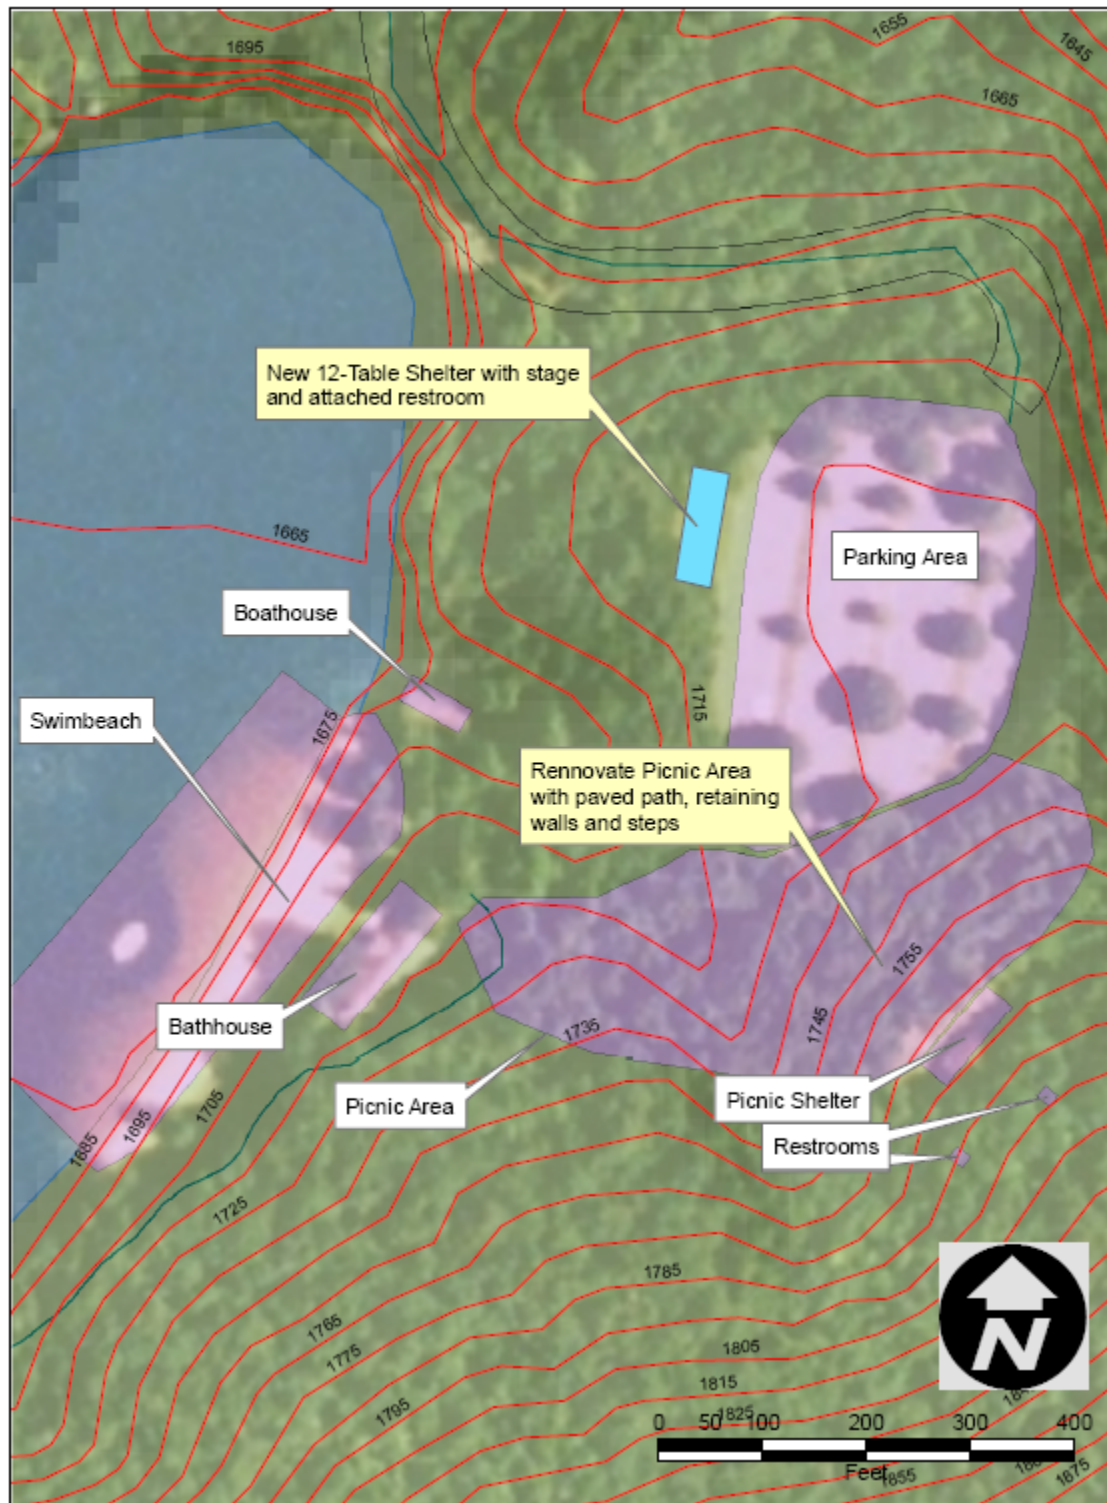 1655
1645
1695
1665
New 12-Table Shelter with stage
and attached restroom
1665
Parking Area
Boathouse
1715
Swimbeach
1675
Rennovate Picnic Area
with paved path, retaining
walls and steps
1755
Bathhouse
1745
1735
Picnic Area
Picnic Shelter
Restrooms
1705
1695
1685
1725
1785
1765
1775
1805
1815
1795
1825
N
0 50 100 200 300 400
Feet
1855
1875